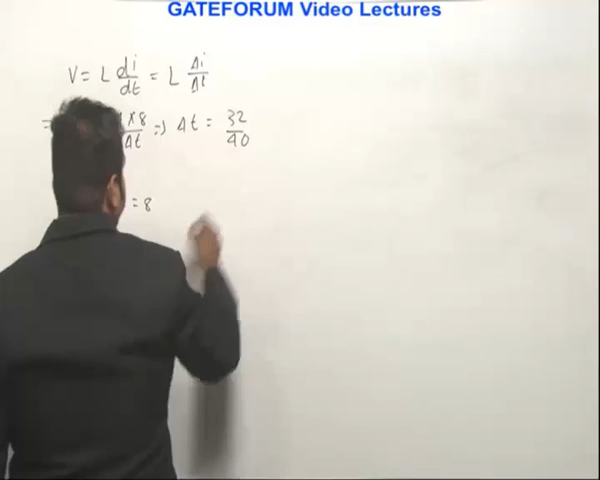 GATEFORUM Video Lectures
V = L di/dt = L Δi/Δt
= × 8/Δt ⇒ Δt = 32/40
= 8